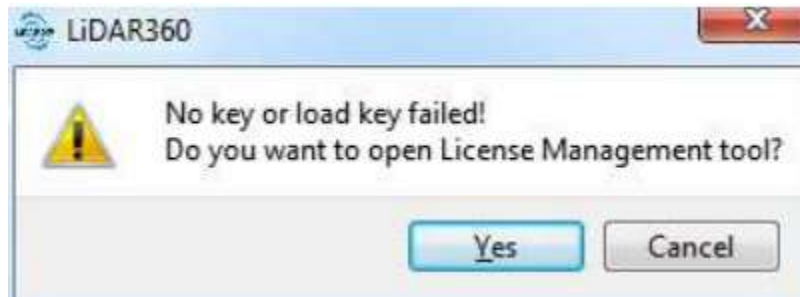 LiDAR360
No key or load key failed!
Do you want to open License Management tool?
Yes Cancel